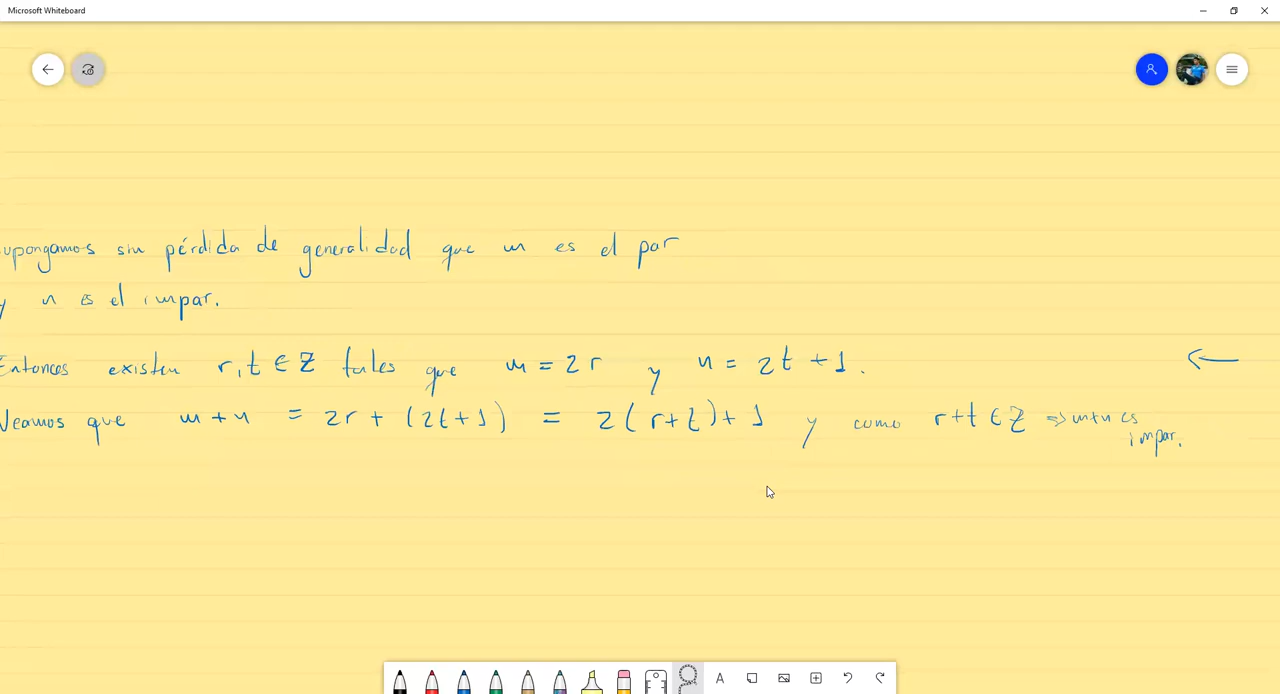 Microsoft Whiteboard
upongamos sin pérdida de generalidad que m es el par
y n es el impar.
Entonces existen r,t ∈ Z tales que m = 2r y n = 2t + 1.
Veamos que m + n = 2r + (2t+1) = 2(r+t) + 1 y como r+t ∈ Z ⇒ m+n es
impar.
A